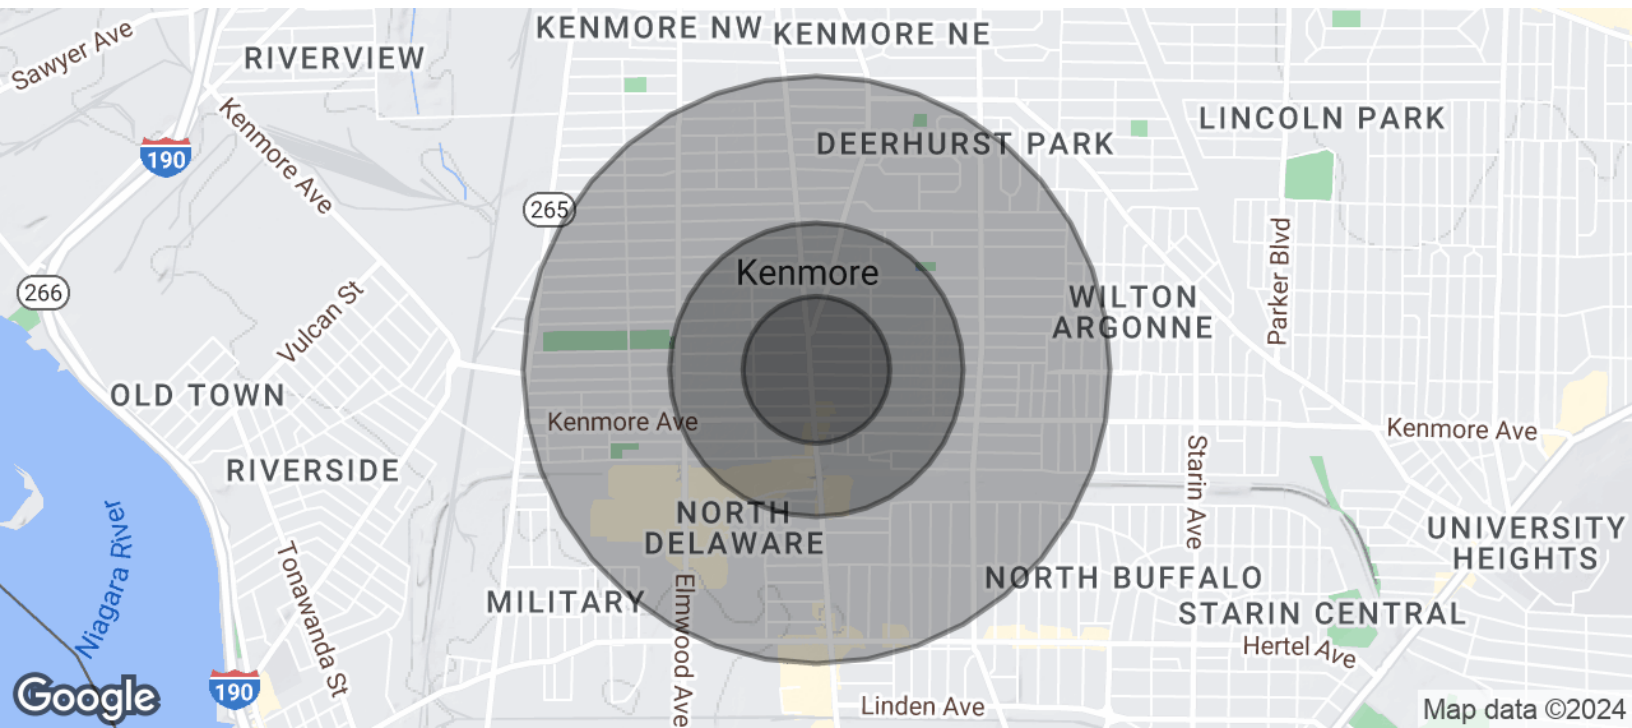 KENMORE NW
KENMORE NE
Sawyer Ave
RIVERVIEW
Kenmore Ave
190
LINCOLN PARK
DEERHURST PARK
265
Kenmore
266
Vulcan St
WILTON
ARGONNE
Parker Blvd
OLD TOWN
Kenmore Ave
Kenmore Ave
RIVERSIDE
Starin Ave
NORTH
DELAWARE
UNIVERSITY
HEIGHTS
Niagara River
Tonawanda St
NORTH BUFFALO
MILITARY
Elmwood Ave
STARIN CENTRAL
Hertel Ave
190
Google
Linden Ave
Map data ©2024